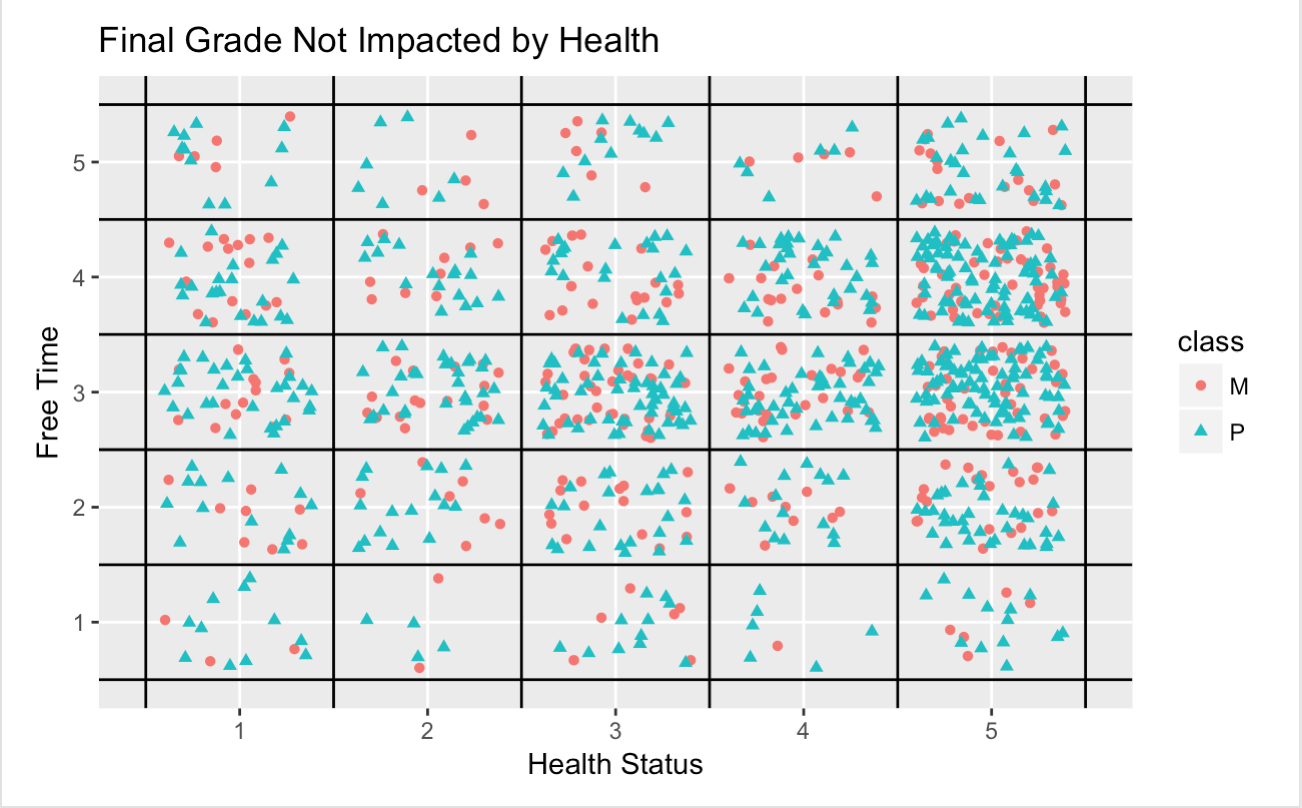 Final Grade Not Impacted by Health
Free Time
5
4
3
2
1
1 2 3 4 5
Health Status
class
M
P